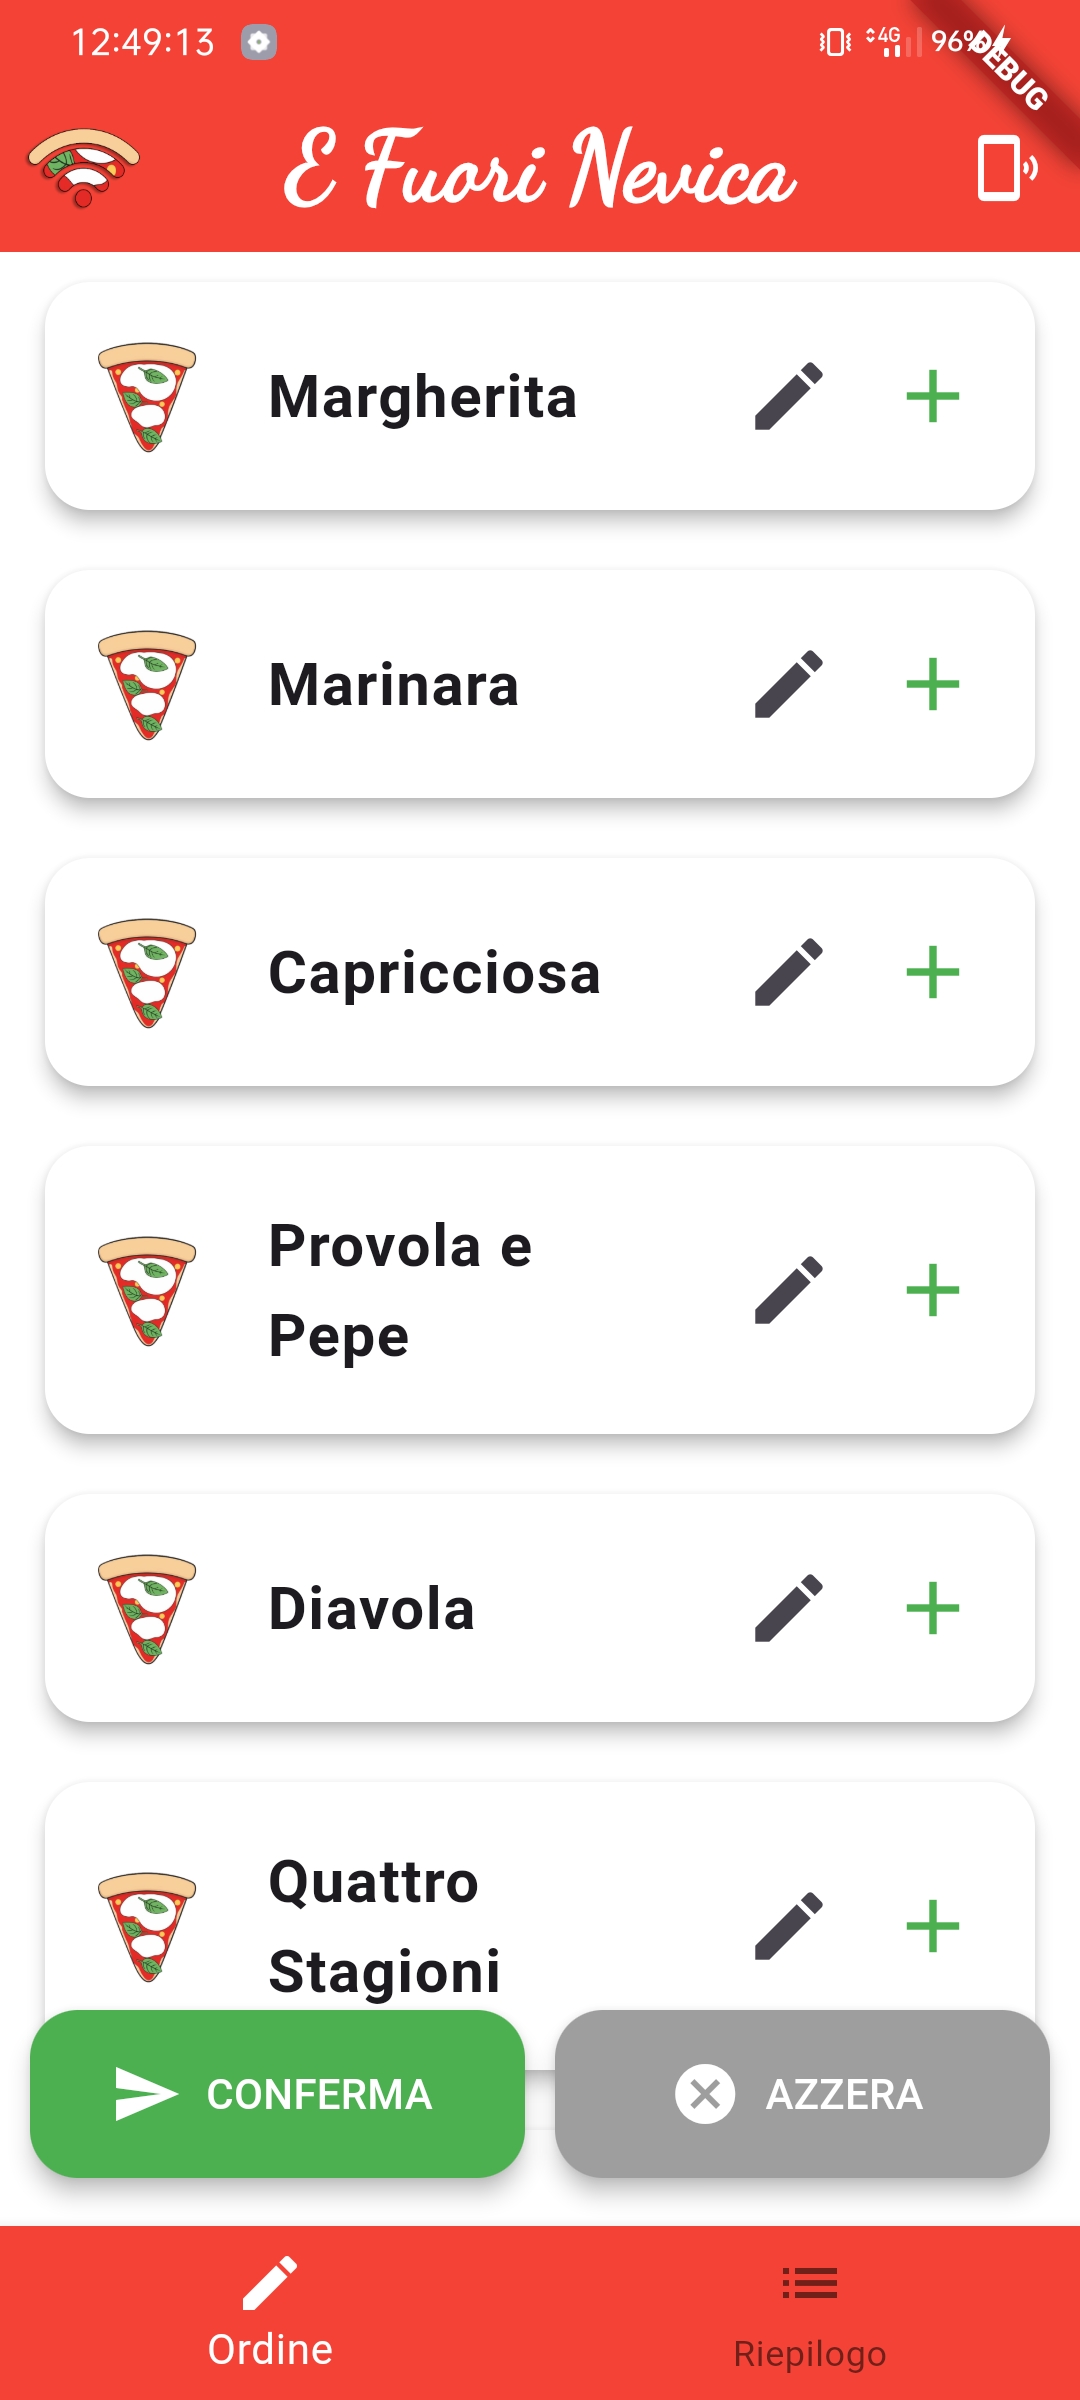 12:49:13
4G 96%
DEBUG
E Fuori Nevica
Margherita
Marinara
Capricciosa
Provola e
Pepe
Diavola
Quattro
Stagioni
CONFERMA
AZZERA
Ordine
Riepilogo